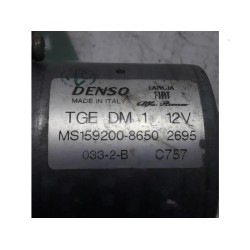 DENSO
MADE IN ITALY
LANCIA
FIAT
Alfa Romeo
TGE DM-1 12V
MS159200-8650 2695
033-2-B C757